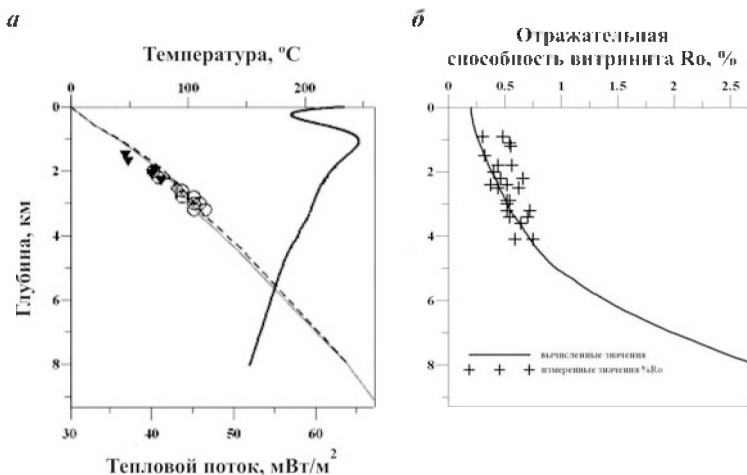 а
Температура, °C
0 100 200
0
2
4
6
8
Глубина, км
30 40 50 60
Тепловой поток, мВт/м²
б
Отражательная
способность витринита Ro, %
0 0.5 1 1.5 2 2.5
0
2
4
6
8
вычисленные значения
измеренные значения %Ro